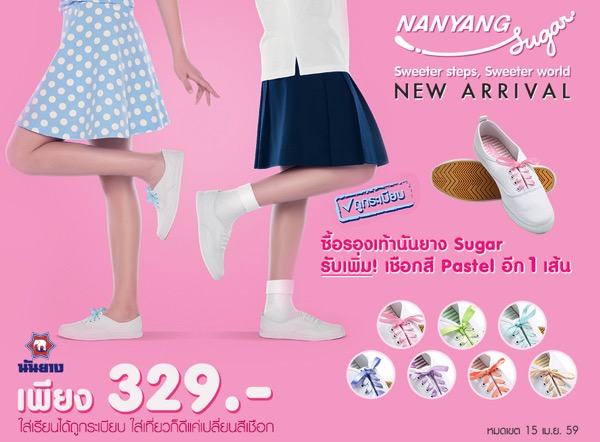 NANYANG
Sugar
Sweeter steps, Sweeter world
NEW ARRIVAL
ถูกระเบียบ
ซื้อรองเท้านันยาง Sugar
รับเพิ่ม! เชือกสี Pastel อีก 1 เส้น
นันยาง
เพียง 329.-
ใส่เรียนได้ถูกระเบียบ ใส่เที่ยวก็ดีแค่เปลี่ยนสีเชือก
หมดเขต 15 เม.ย. 59